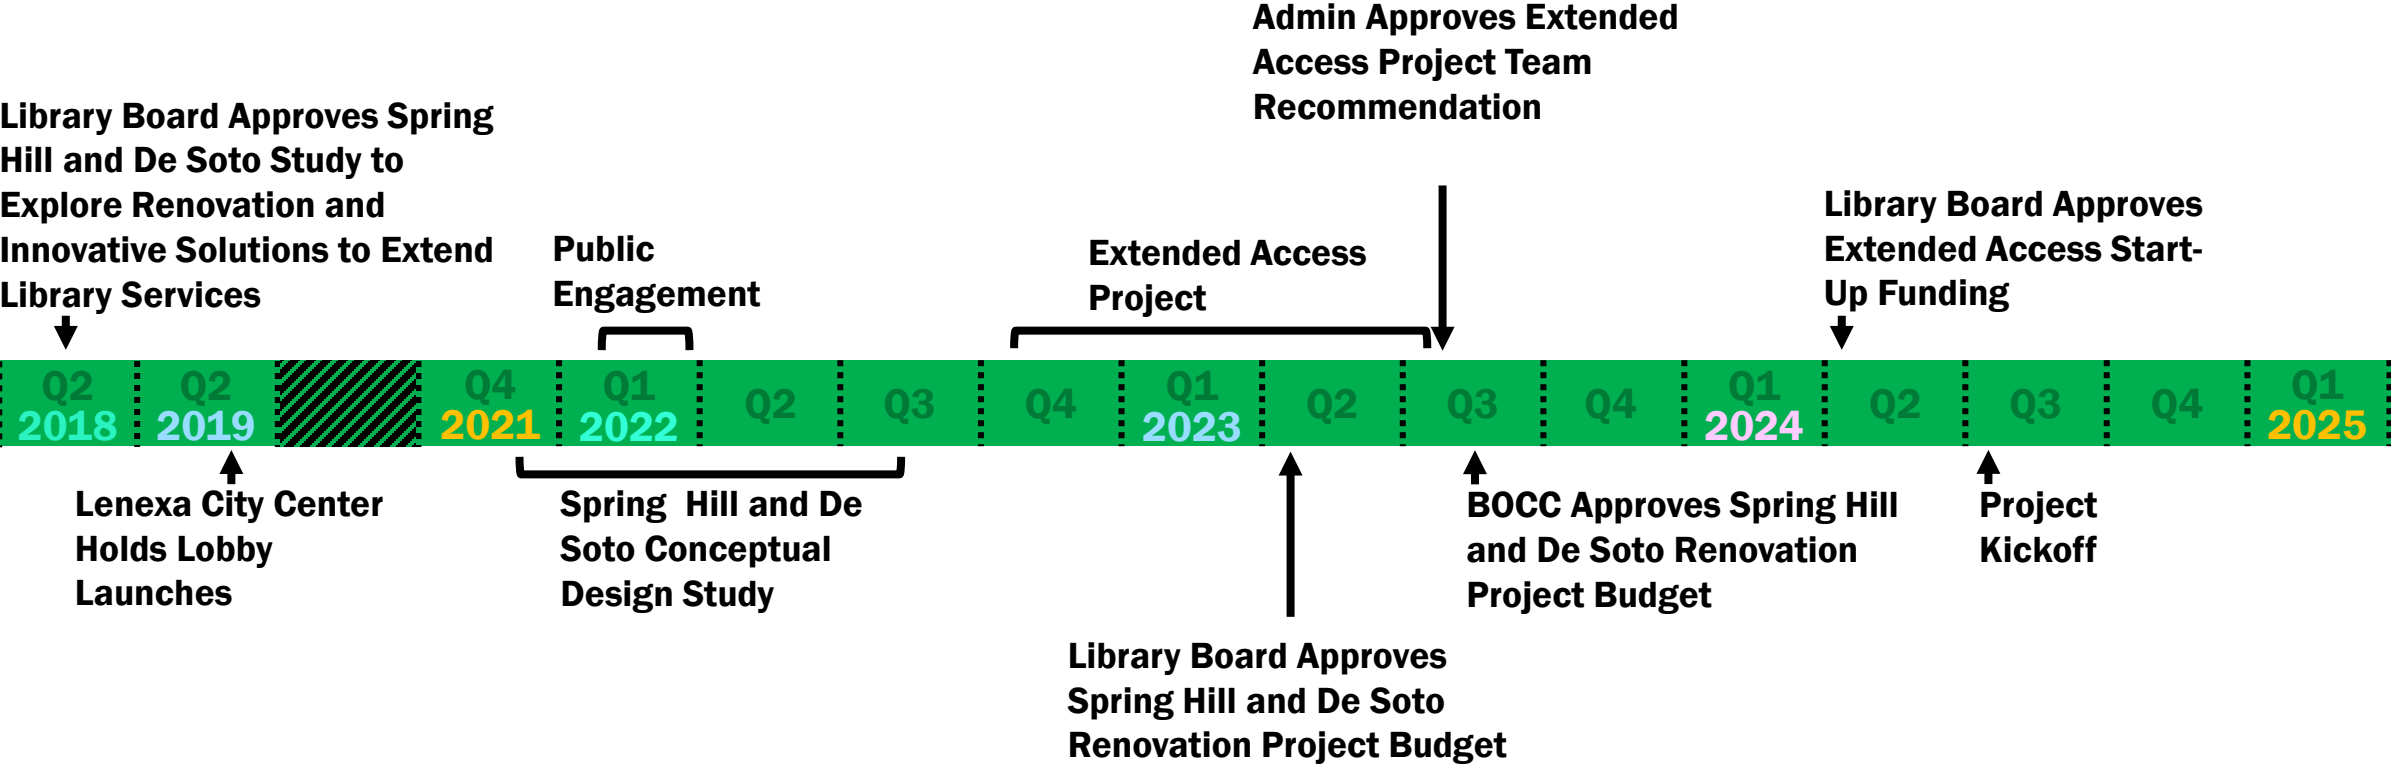 Admin Approves Extended
Access Project Team
Recommendation
Library Board Approves Spring
Hill and De Soto Study to
Explore Renovation and
Innovative Solutions to Extend
Library Services
Public
Engagement
Extended Access
Project
Library Board Approves
Extended Access Start-
Up Funding
Q2
2018
Q2
2019
Q4
2021
Q1
2022
Q2
Q3
Q4
Q1
2023
Q2
Q3
Q4
Q1
2024
Q2
Q3
Q4
Q1
2025
Lenexa City Center
Holds Lobby
Launches
Spring  Hill and De
Soto Conceptual
Design Study
BOCC Approves Spring Hill
and De Soto Renovation
Project Budget
Project
Kickoff
Library Board Approves
Spring Hill and De Soto
Renovation Project Budget